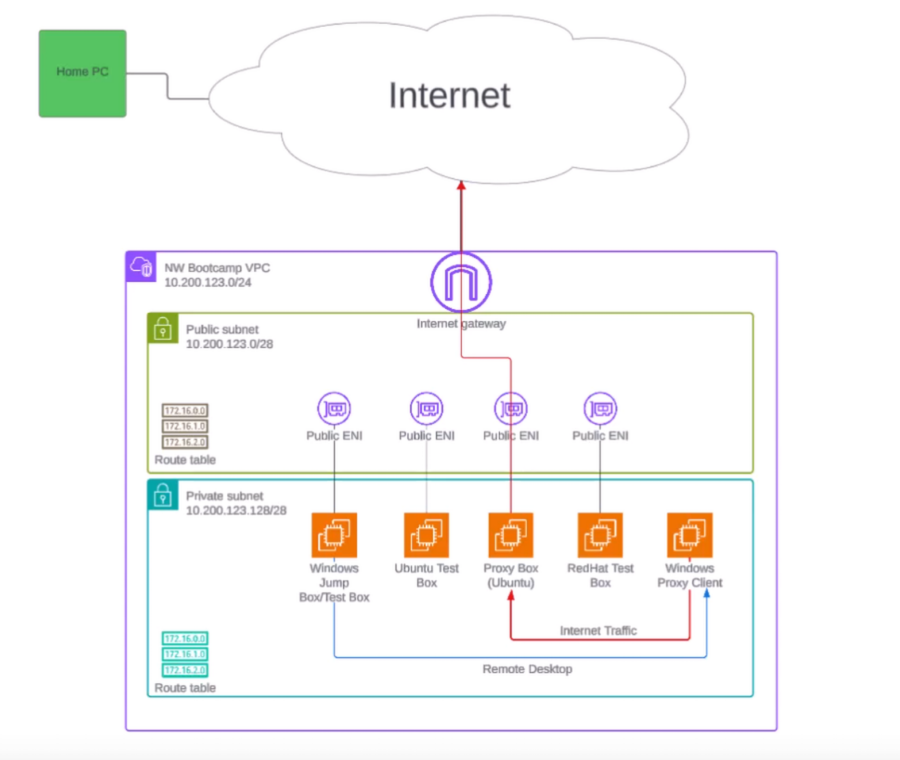 Home PC
Internet
NW Bootcamp VPC
10.200.123.0/24
Internet gateway
Public subnet
10.200.123.0/28
172.16.0.0
172.16.1.0
172.16.2.0
Route table
Public ENI
Public ENI
Public ENI
Public ENI
Private subnet
10.200.123.128/28
Windows
Jump
Box/Test Box
Ubuntu Test
Box
Proxy Box
(Ubuntu)
RedHat Test
Box
Windows
Proxy Client
Internet Traffic
Remote Desktop
172.16.0.0
172.16.1.0
172.16.2.0
Route table